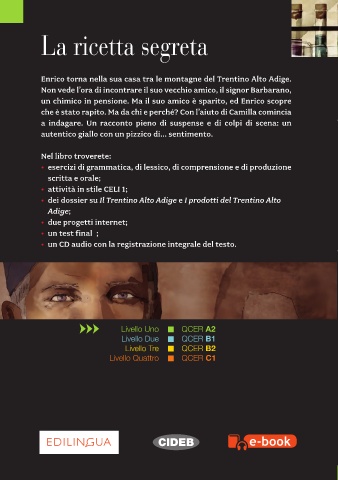 La ricetta segreta
Enrico torna nella sua casa tra le montagne del Trentino Alto Adige.
Non vede l'ora di incontrare il suo vecchio amico, il signor Barbarano,
un chimico in pensione. Ma il suo amico è sparito, ed Enrico scopre
che è stato rapito. Ma da chi e perché? Con l'aiuto di Camilla comincia
a indagare. Un racconto pieno di suspense e di colpi di scena: un
autentico giallo con un pizzico di... sentimento.
Nel libro troverete:
• esercizi di grammatica, di lessico, di comprensione e di produzione
scritta e orale;
• attività in stile CELI 1;
• dei dossier su Il Trentino Alto Adige e I prodotti del Trentino Alto
Adige;
• due progetti internet;
• un test final ;
• un CD audio con la registrazione integrale del testo.
Livello Uno ■ QCER A2
Livello Due ■ QCER B1
Livello Tre ■ QCER B2
Livello Quattro ■ QCER C1
EDILINGUA CIDEB e-book